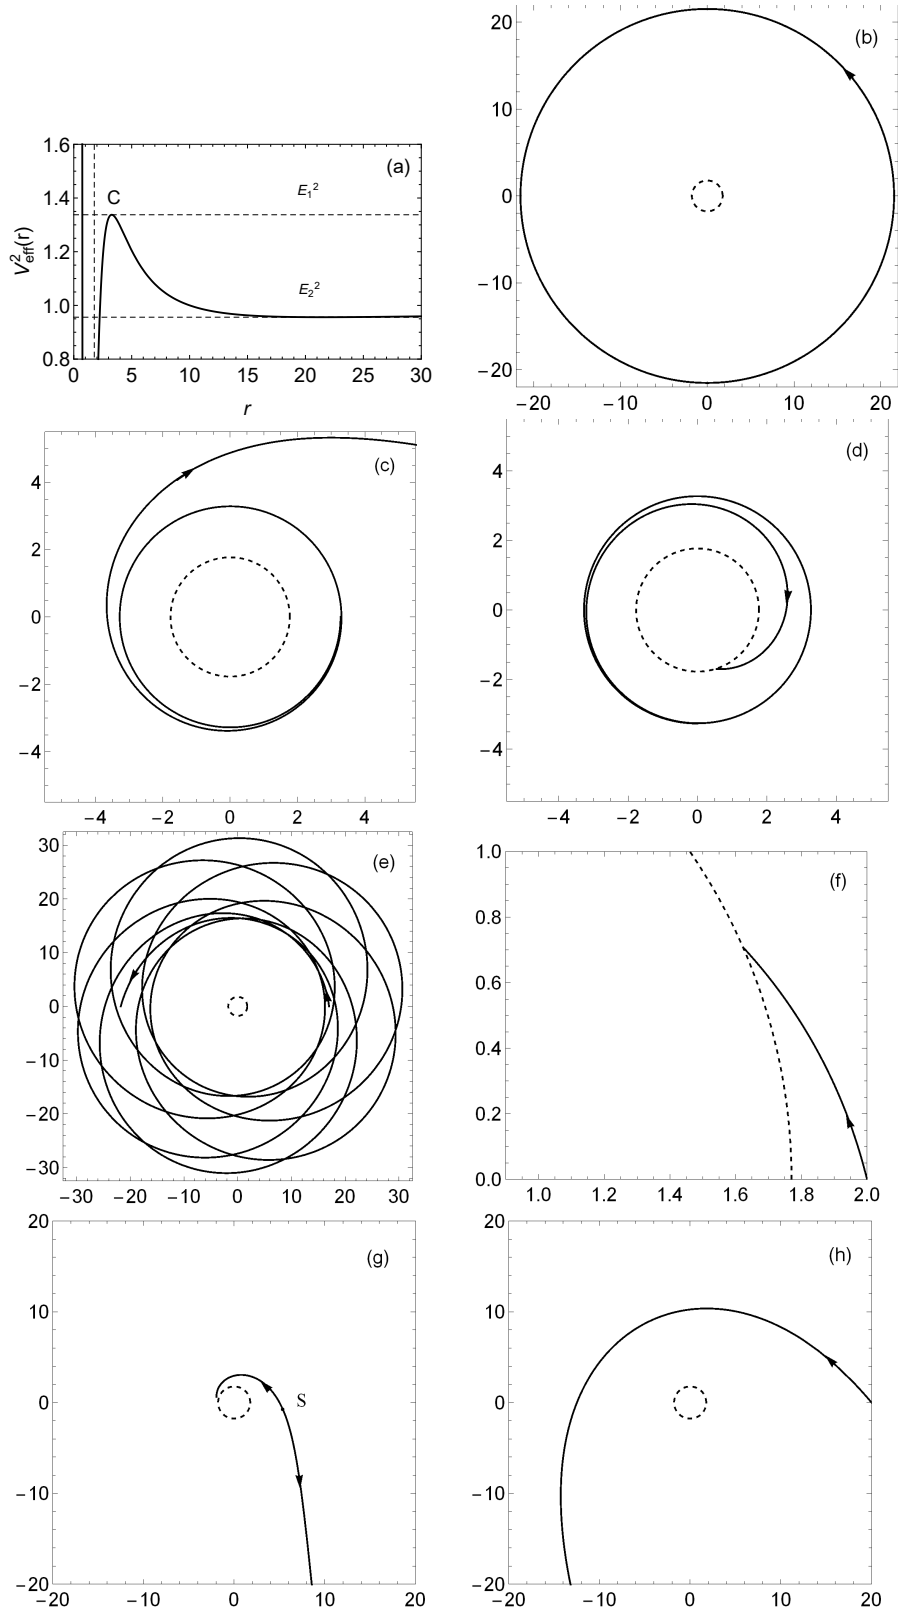 (a)
1.6
1.4
1.2
1.0
0.8
V²eff(r)
C
E₁²
E₂²
0 5 10 15 20 25 30
r
(b)
20
10
0
−10
−20
−20 −10 0 10 20
(c)
4
2
0
−2
−4
−4 −2 0 2 4
(d)
4
2
0
−2
−4
−4 −2 0 2 4
(e)
30
20
10
0
−10
−20
−30
−30 −20 −10 0 10 20 30
(f)
1.0
0.8
0.6
0.4
0.2
0.0
1.0 1.2 1.4 1.6 1.8 2.0
(g)
20
10
0
−10
−20
S
−20 −10 0 10 20
(h)
20
10
0
−10
−20
−20 −10 0 10 20